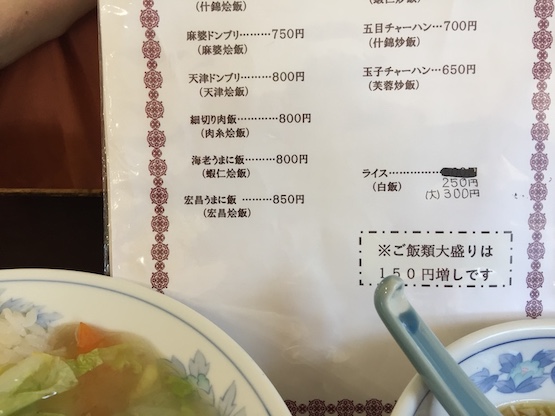 (什錦烩飯)
麻婆ドンブリ………750円
(麻婆烩飯)
天津ドンブリ………800円
(天津烩飯)
細切り肉飯…………800円
(肉糸烩飯)
海老うまに飯………800円
(蝦仁烩飯)
宏昌うまに飯………850円
(宏昌烩飯)
五目チャーハン…700円
(什錦炒飯)
玉子チャーハン…650円
(芙蓉炒飯)
ライス……………
(白飯)
250円
(大)300円
※ご飯類大盛りは
150円増しです